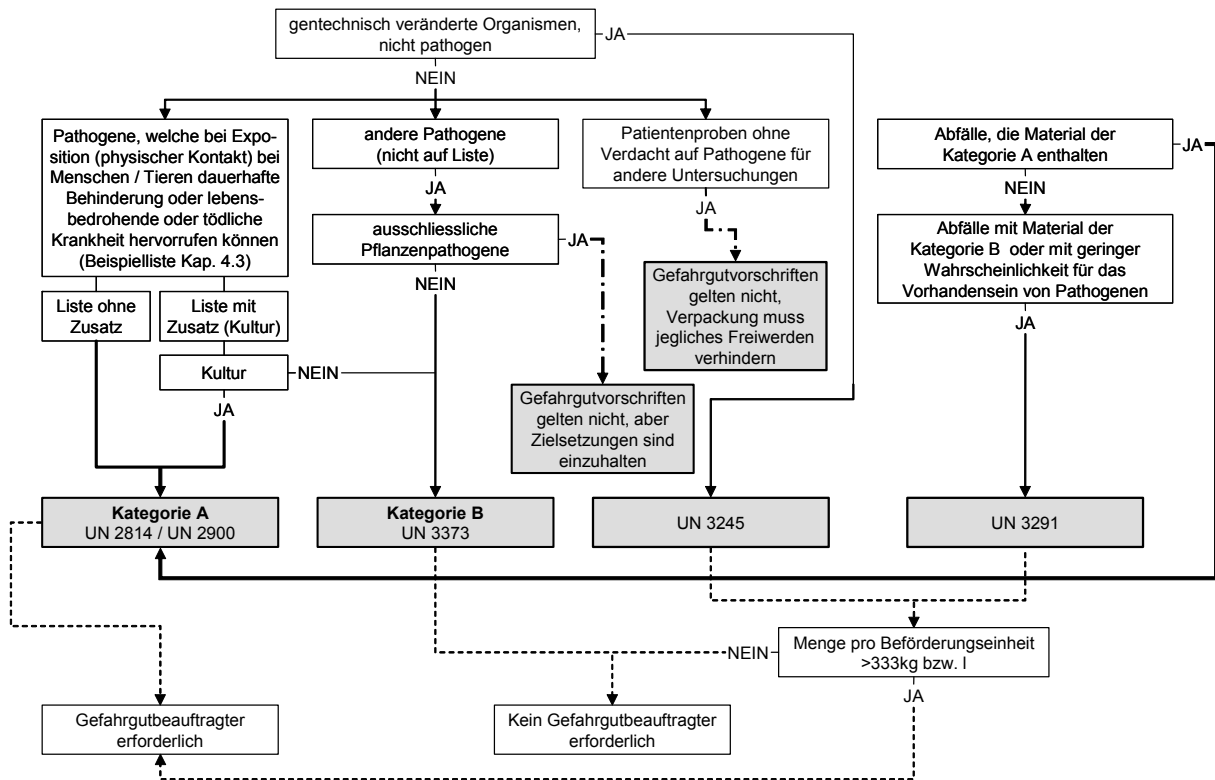 gentechnisch veränderte Organismen,
nicht pathogen
JA
NEIN
Pathogene, welche bei Expo-
sition (physischer Kontakt) bei
Menschen / Tieren dauerhafte
Behinderung oder lebens-
bedrohende oder tödliche
Krankheit hervorrufen können
(Beispielliste Kap. 4.3)
andere Pathogene
(nicht auf Liste)
Patientenproben ohne
Verdacht auf Pathogene für
andere Untersuchungen
Abfälle, die Material der
Kategorie A enthalten
JA
JA
JA
NEIN
ausschliessliche
Pflanzenpathogene
JA
NEIN
Abfälle mit Material der
Kategorie B oder mit geringer
Wahrscheinlichkeit für das
Vorhandensein von Pathogenen
JA
Gefahrgutvorschriften
gelten nicht,
Verpackung muss
jegliches Freiwerden
verhindern
Liste ohne
Zusatz
Liste mit
Zusatz (Kultur)
Kultur
NEIN
JA
Gefahrgutvorschriften
gelten nicht, aber
Zielsetzungen sind
einzuhalten
Kategorie A
UN 2814 / UN 2900
Kategorie B
UN 3373
UN 3245
UN 3291
Menge pro Beförderungseinheit
>333kg bzw. l
NEIN
JA
Gefahrgutbeauftragter
erforderlich
Kein Gefahrgutbeauftragter
erforderlich